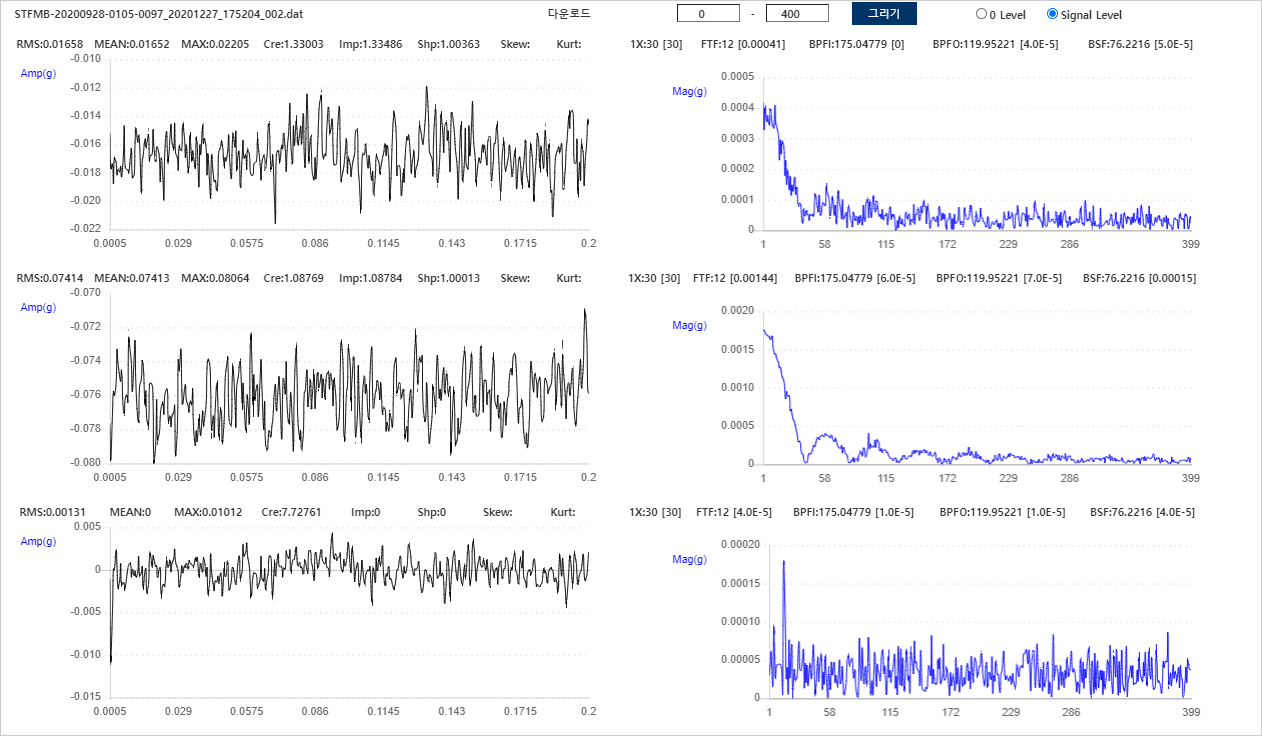 STFMB-20200928-0105-0097_20201227_175204_002.dat 다운로드 0 - 400 그리기 0 Level Signal Level
RMS:0.01658 MEAN:0.01652 MAX:0.02205 Cre:1.33003 Imp:1.33486 Shp:1.00363 Skew: Kurt:
Amp(g)
-0.010
-0.012
-0.014
-0.016
-0.018
-0.020
-0.022
0.0005 0.029 0.0575 0.086 0.1145 0.143 0.1715 0.2
1X:30 [30] FTF:12 [0.00041] BPFI:175.04779 [0] BPFO:119.95221 [4.0E-5] BSF:76.2216 [5.0E-5]
Mag(g)
0.0005
0.0004
0.0003
0.0002
0.0001
0
1 58 115 172 229 286 399
RMS:0.07414 MEAN:0.07413 MAX:0.08064 Cre:1.08769 Imp:1.08784 Shp:1.00013 Skew: Kurt:
Amp(g)
-0.070
-0.072
-0.074
-0.076
-0.078
-0.080
0.0005 0.029 0.0575 0.086 0.1145 0.143 0.1715 0.2
1X:30 [30] FTF:12 [0.00144] BPFI:175.04779 [6.0E-5] BPFO:119.95221 [7.0E-5] BSF:76.2216 [0.00015]
Mag(g)
0.0020
0.0015
0.0010
0.0005
0
1 58 115 172 229 286 399
RMS:0.00131 MEAN:0 MAX:0.01012 Cre:7.72761 Imp:0 Shp:0 Skew: Kurt:
Amp(g)
0.005
0
-0.005
-0.010
-0.015
0.0005 0.029 0.0575 0.086 0.1145 0.143 0.1715 0.2
1X:30 [30] FTF:12 [4.0E-5] BPFI:175.04779 [1.0E-5] BPFO:119.95221 [1.0E-5] BSF:76.2216 [4.0E-5]
Mag(g)
0.00020
0.00015
0.00010
0.00005
0
1 58 115 172 229 286 399